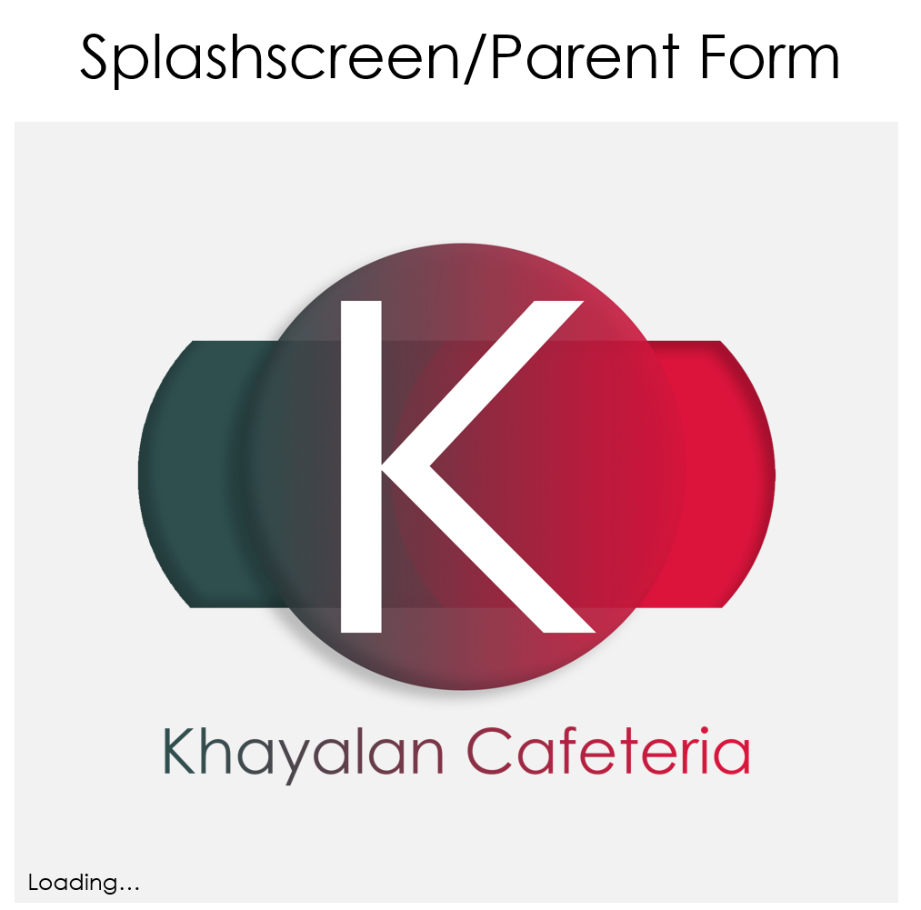 Splashscreen/Parent Form
K
Khayalan Cafeteria
Loading...